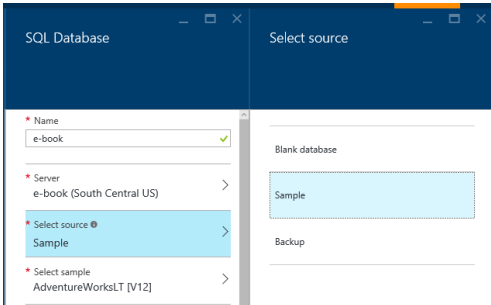 SQL Database
* Name
e-book
* Server
e-book (South Central US)
* Select source
Sample
* Select sample
AdventureWorksLT [V12]
Select source
Blank database
Sample
Backup